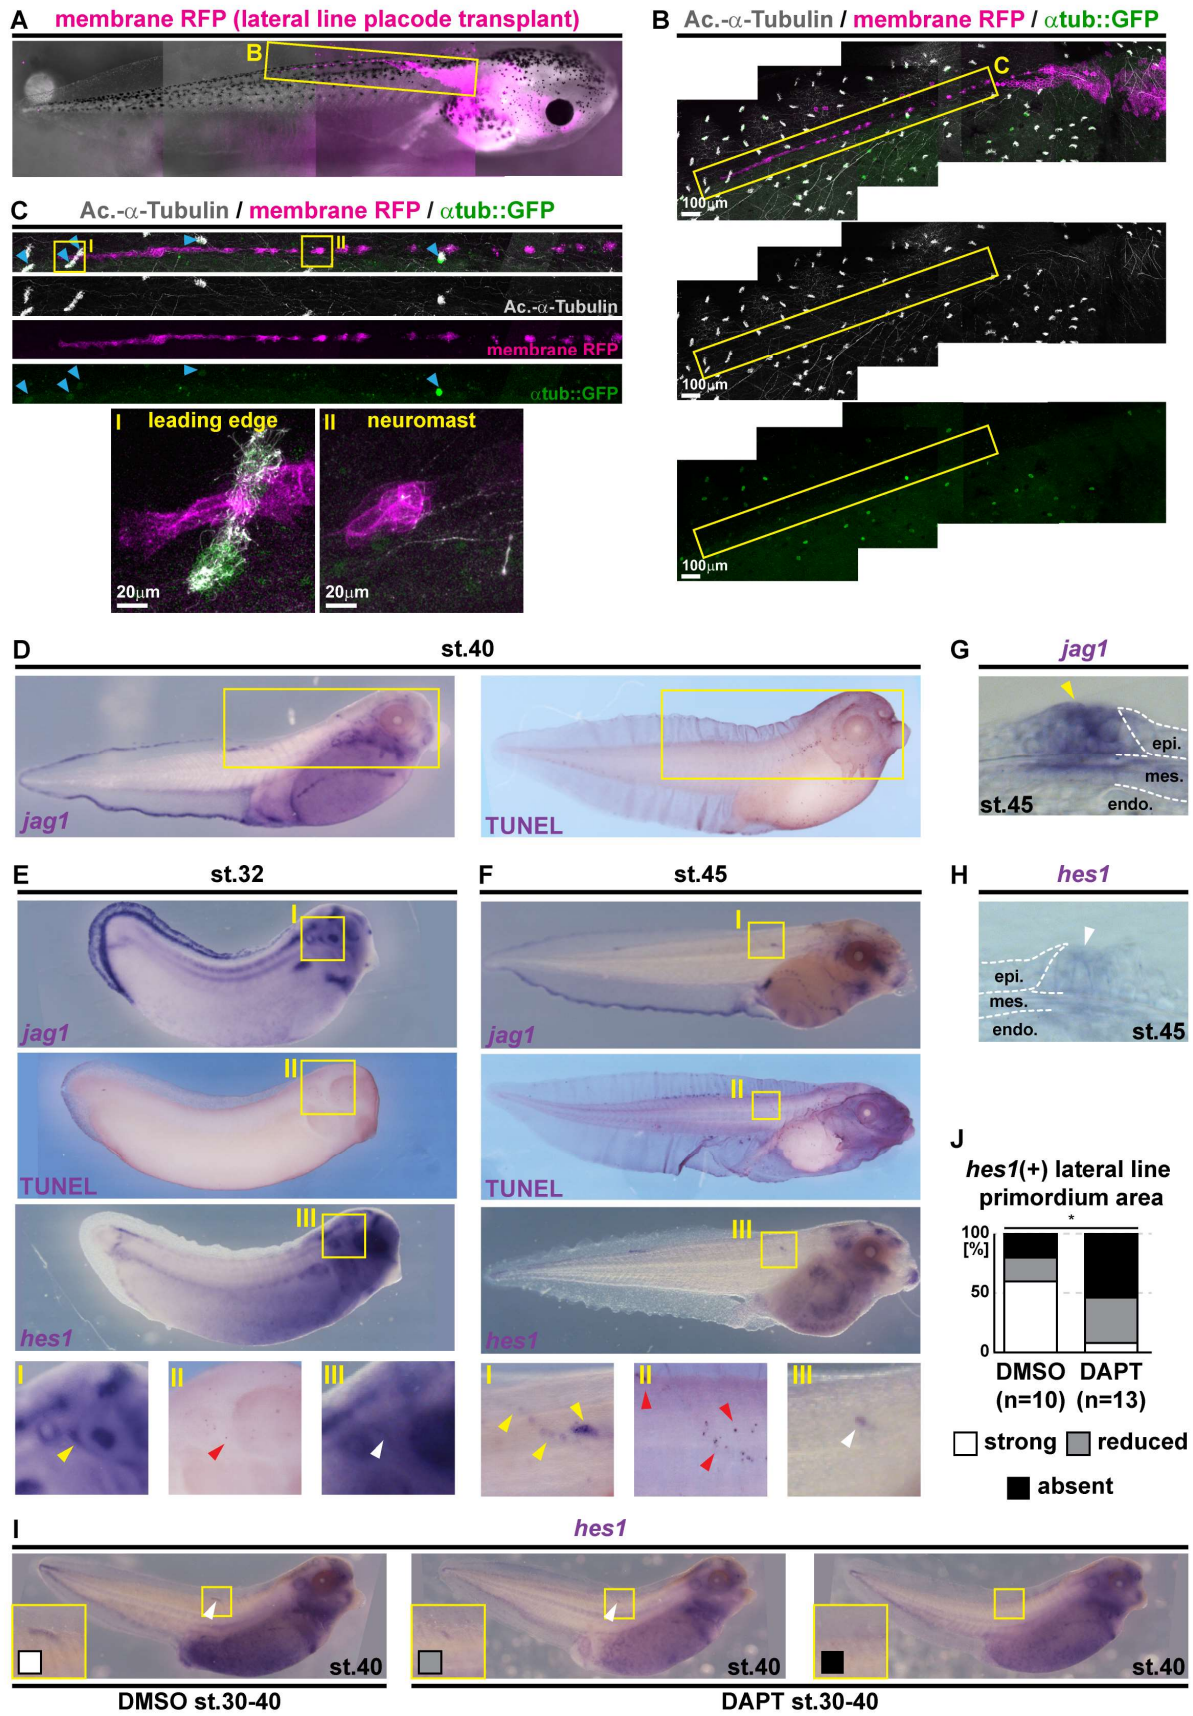 A
membrane RFP (lateral line placode transplant)
B
B
Ac.-α-Tubulin / membrane RFP / αtub::GFP
C
100μm
100μm
100μm
C
Ac.-α-Tubulin / membrane RFP / αtub::GFP
I
II
Ac.-α-Tubulin
membrane RFP
αtub::GFP
I leading edge
20μm
II neuromast
20μm
D
st.40
jag1
TUNEL
G
jag1
epi.
mes.
endo.
st.45
E
st.32
I
jag1
II
TUNEL
III
hes1
I
II
III
F
st.45
I
jag1
II
TUNEL
III
hes1
I
II
III
H
hes1
epi.
mes.
endo.
st.45
J
hes1(+) lateral line
primordium area
*
100
[%]
50
0
DMSO DAPT
(n=10) (n=13)
strong reduced
absent
I
hes1
st.40
st.40
st.40
DMSO st.30-40
DAPT st.30-40